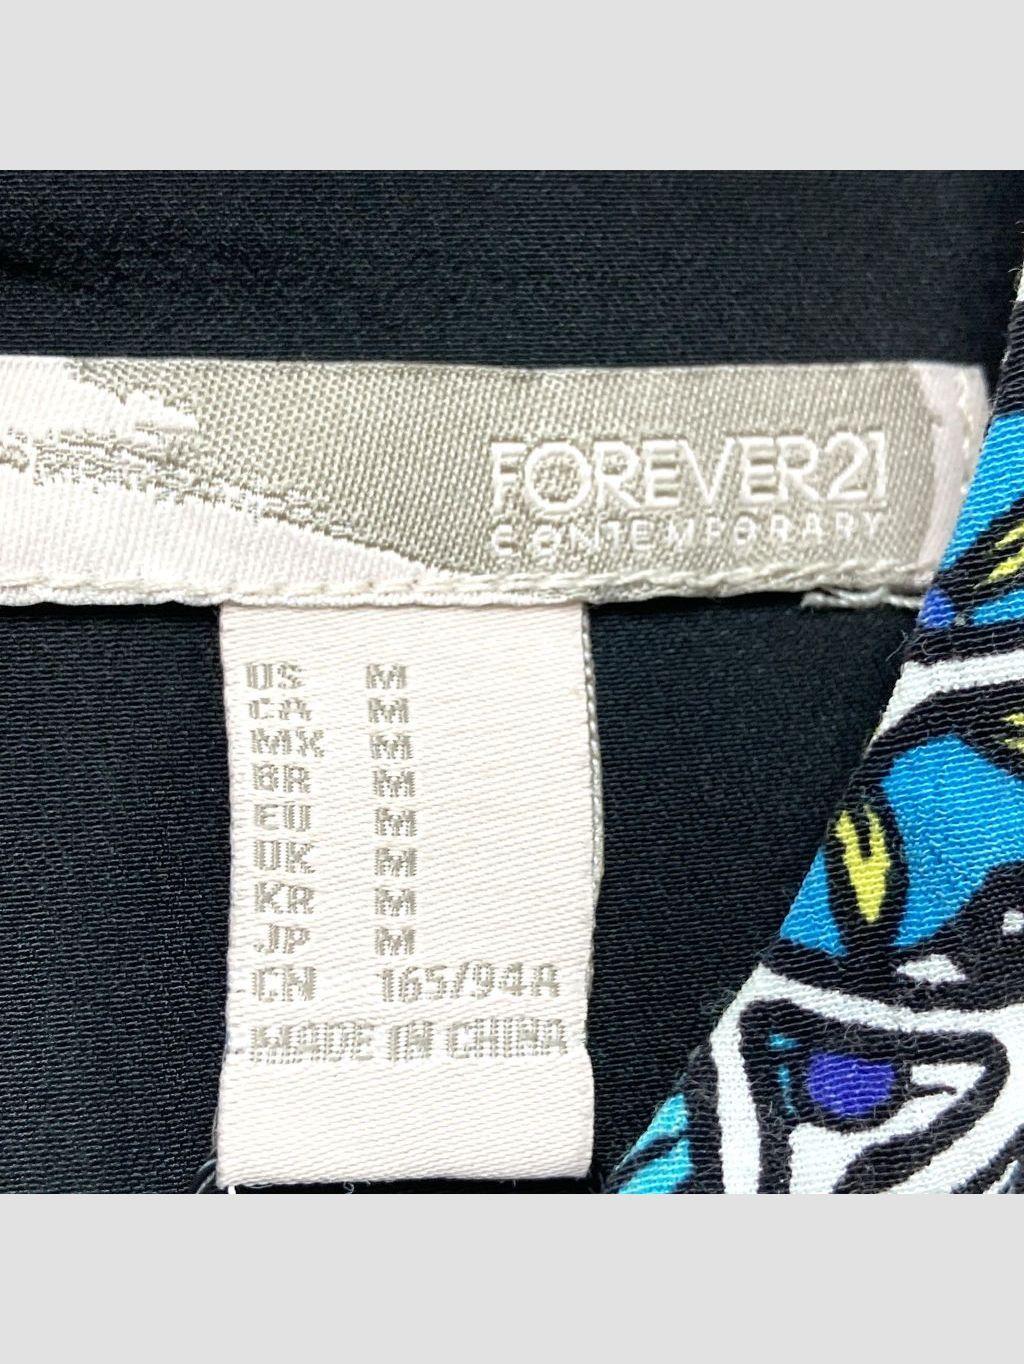 FOREVER21
CONTEMPORARY
US M
CA M
MX M
BR M
EU M
UK M
KR M
JP M
CN 165/94A
MADE IN CHINA